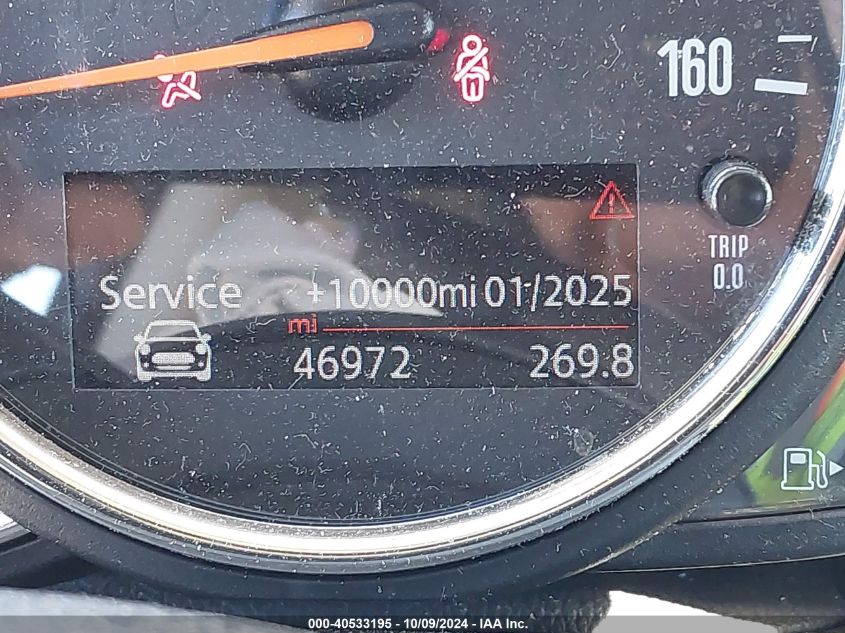 160
TRIP
0.0
Service +10000mi 01/2025
mi
46972 269.8
000-40533195 - 10/09/2024 - IAA Inc.